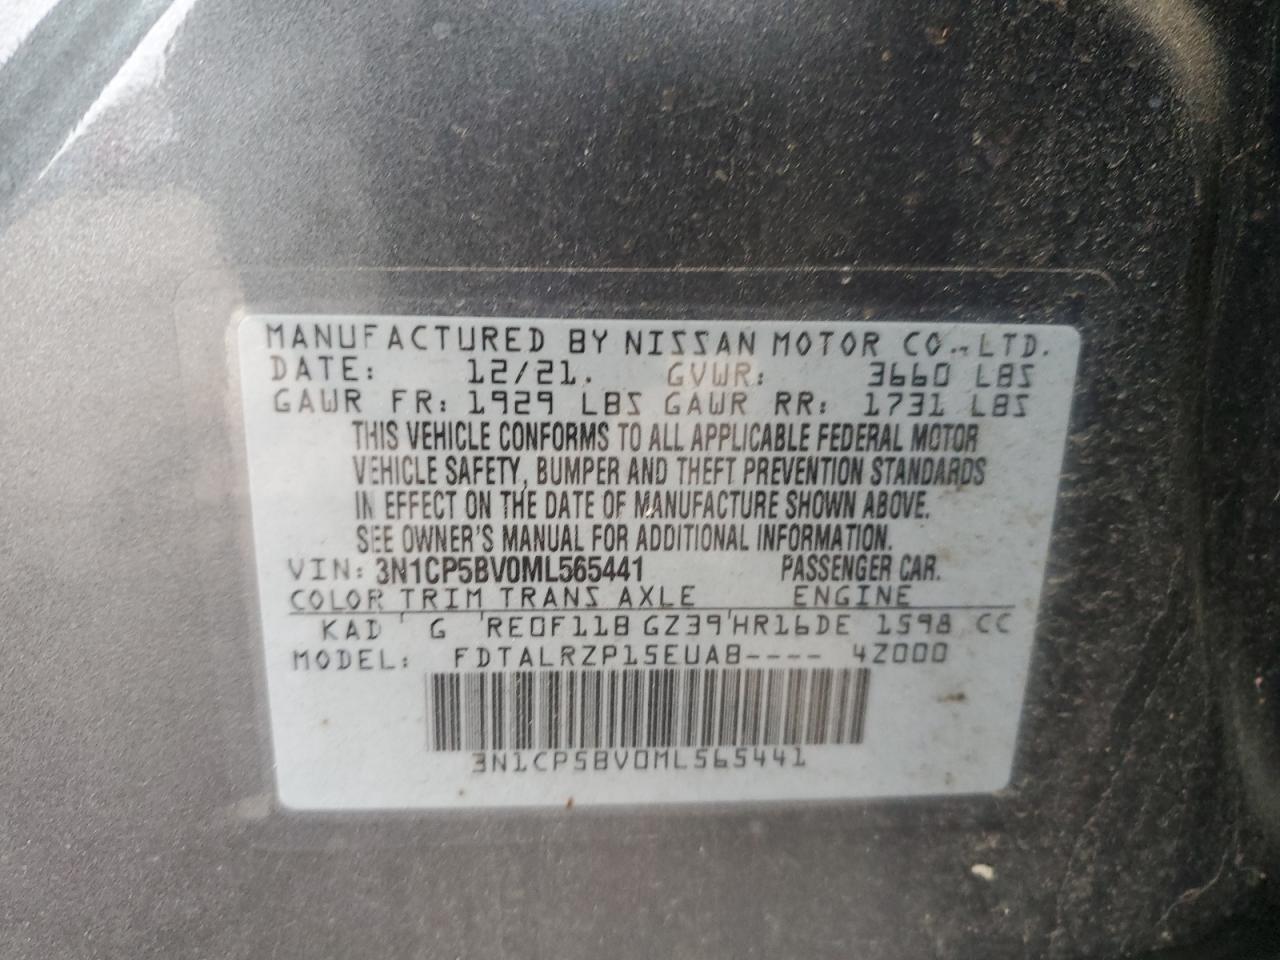 MANUFACTURED BY NISSAN MOTOR CO., LTD.
DATE: 12/21. GVWR: 3660 LBS
GAWR FR: 1929 LBS GAWR RR: 1731 LBS
THIS VEHICLE CONFORMS TO ALL APPLICABLE FEDERAL MOTOR
VEHICLE SAFETY, BUMPER AND THEFT PREVENTION STANDARDS
IN EFFECT ON THE DATE OF MANUFACTURE SHOWN ABOVE.
SEE OWNER'S MANUAL FOR ADDITIONAL INFORMATION.
VIN: 3N1CP5BV0ML565441 PASSENGER CAR.
COLOR TRIM TRANS AXLE ENGINE
KAD ' G 'RE0F11B GZ39'HR16DE 1598 CC
MODEL: FDTALRZP15EUA8---- 4Z000
3N1CP5BV0ML565441